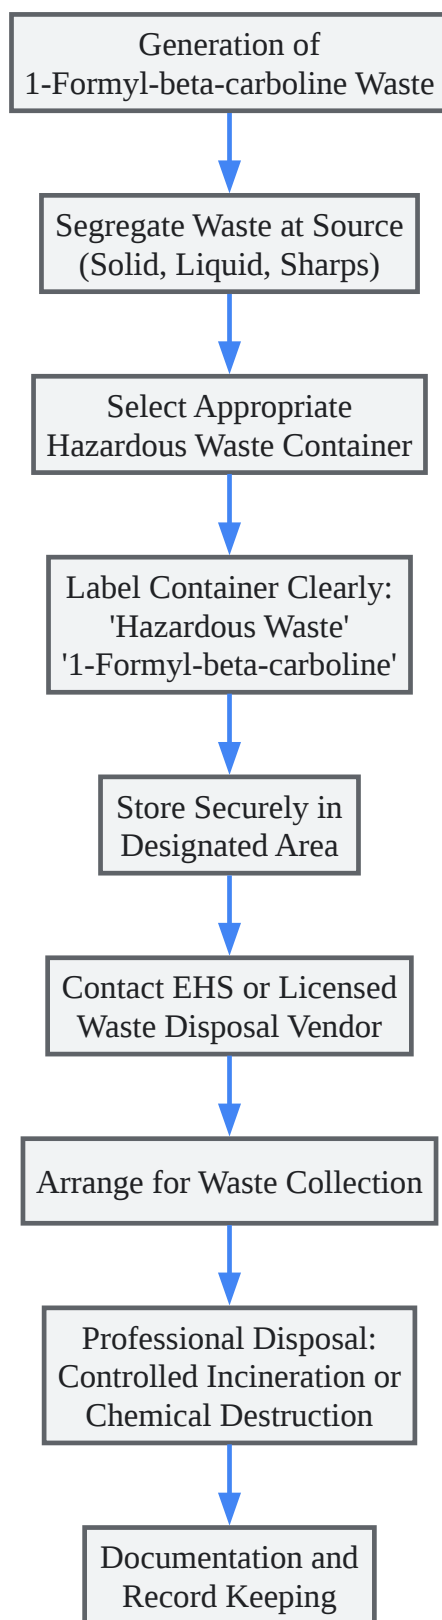 Generation of
1-Formyl-beta-carboline Waste
Segregate Waste at Source
(Solid, Liquid, Sharps)
Select Appropriate
Hazardous Waste Container
Label Container Clearly:
'Hazardous Waste'
'1-Formyl-beta-carboline'
Store Securely in
Designated Area
Contact EHS or Licensed
Waste Disposal Vendor
Arrange for Waste Collection
Professional Disposal:
Controlled Incineration or
Chemical Destruction
Documentation and
Record Keeping